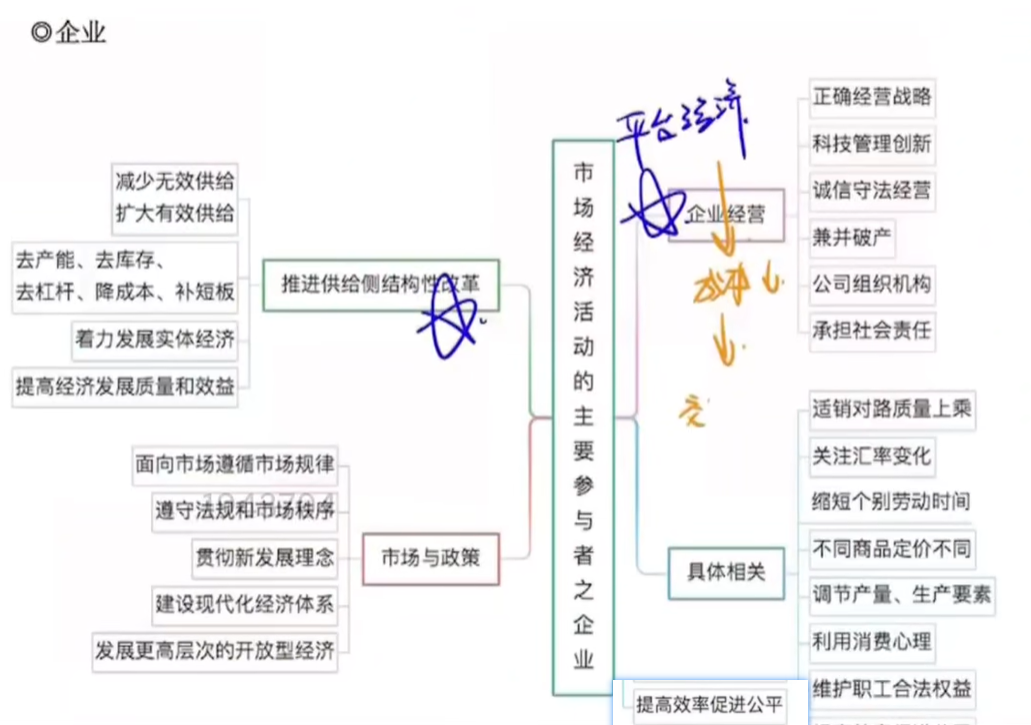 ◎企业
减少无效供给
扩大有效供给
去产能、去库存、
去杠杆、降成本、补短板
着力发展实体经济
提高经济发展质量和效益
推进供给侧结构性改革
面向市场遵循市场规律
遵守法规和市场秩序
贯彻新发展理念
建设现代化经济体系
发展更高层次的开放型经济
市场与政策
市场经济活动的主要参与者之企业
平台经济
企业经营
正确经营战略
科技管理创新
诚信守法经营
兼并破产
公司组织机构
承担社会责任
成本
交
具体相关
适销对路质量上乘
关注汇率变化
缩短个别劳动时间
不同商品定价不同
调节产量、生产要素
利用消费心理
维护职工合法权益
提高效率促进公平